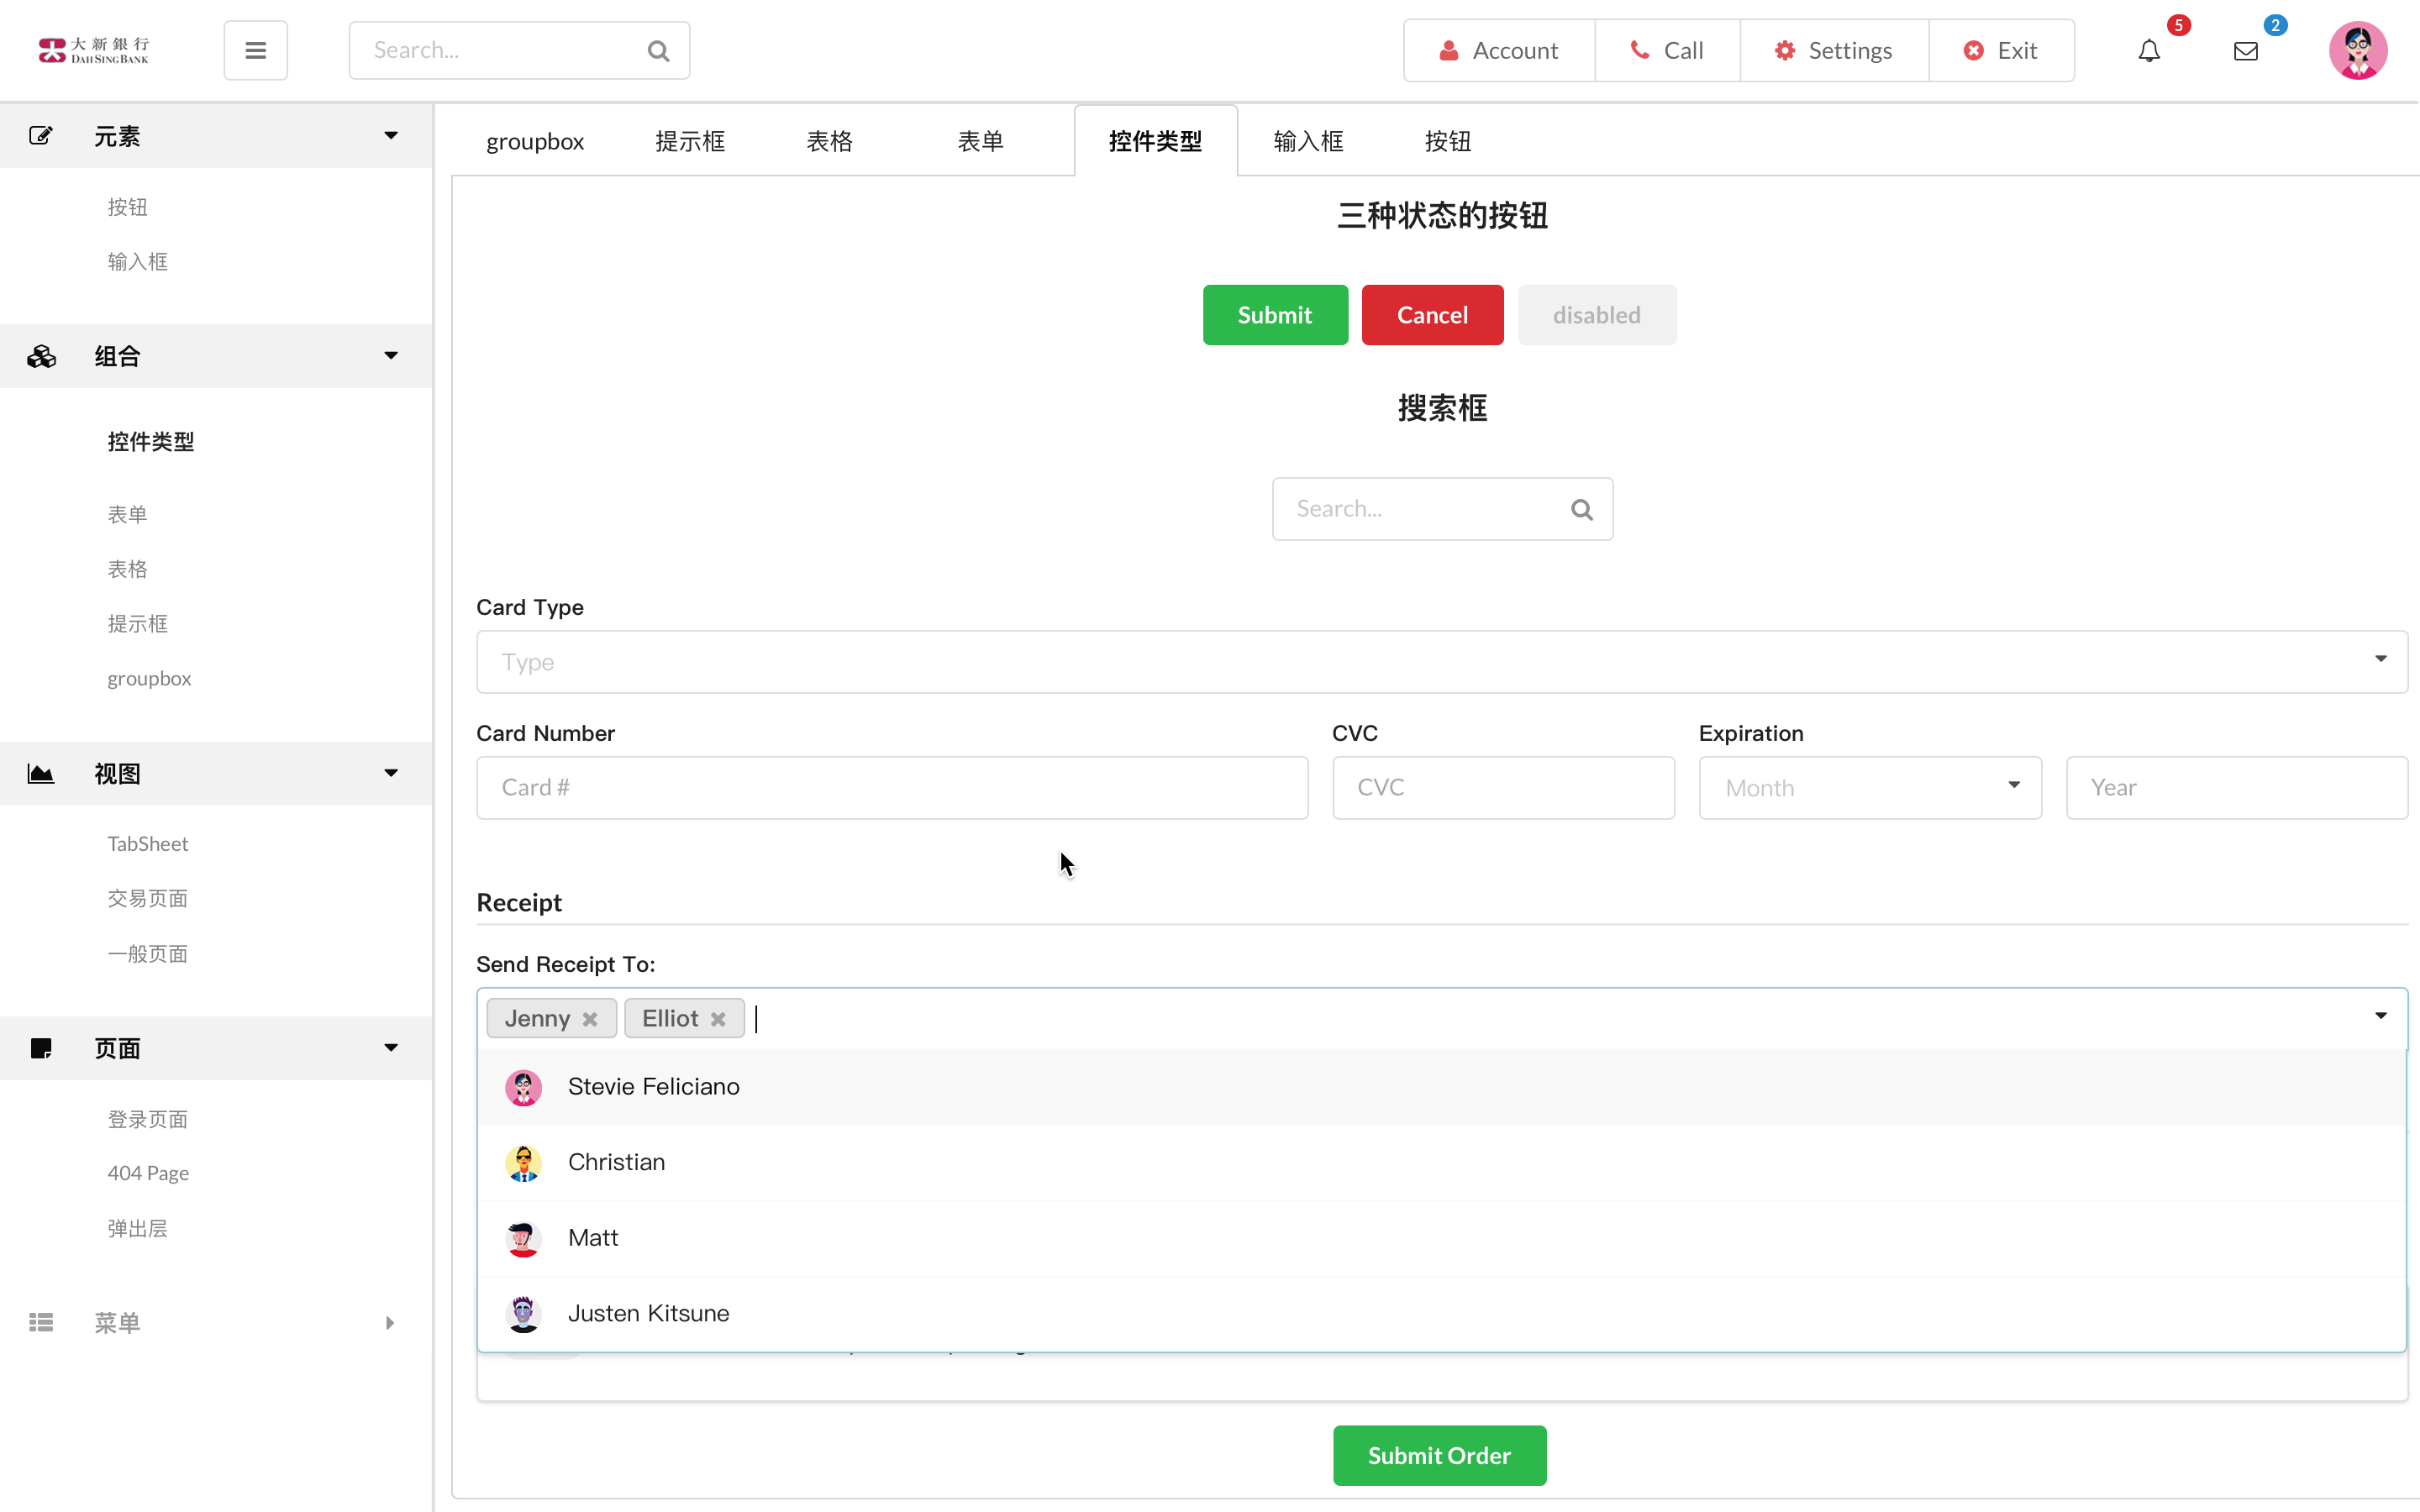 大新銀行
DAH SING BANK
Search...
Account
Call
Settings
Exit
5
2
元素
按钮
输入框
组合
控件类型
表单
表格
提示框
groupbox
视图
TabSheet
交易页面
一般页面
页面
登录页面
404 Page
弹出层
菜单
groupbox
提示框
表格
表单
控件类型
输入框
按钮
三种状态的按钮
Submit
Cancel
disabled
搜索框
Search...
Card Type
Type
Card Number
CVC
Expiration
Card #
CVC
Month
Year
Receipt
Send Receipt To:
Jenny
Elliot
Stevie Feliciano
Christian
Matt
Justen Kitsune
Submit Order